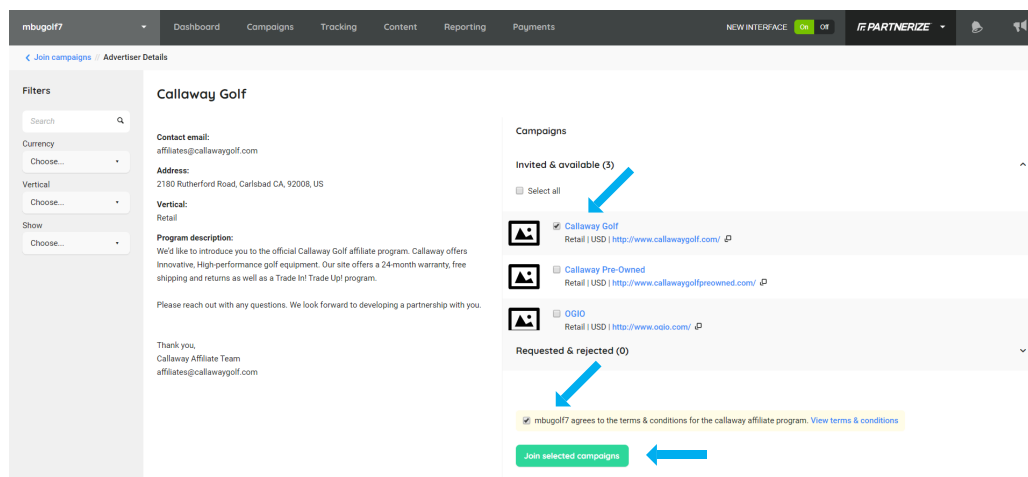 mbugolf7
Dashboard
Campaigns
Tracking
Content
Reporting
Payments
NEW INTERFACE
On
Off
PARTNERIZE
Join campaigns // Advertiser Details
Filters
Search
Currency
Choose...
Vertical
Choose...
Show
Choose...
Callaway Golf
Contact email:
affiliates@callawaygolf.com
Address:
2180 Rutherford Road, Carlsbad CA, 92008, US
Vertical:
Retail
Program description:
We'd like to introduce you to the official Callaway Golf affiliate program. Callaway offers
Innovative, High-performance golf equipment. Our site offers a 24-month warranty, free
shipping and returns as well as a Trade In! Trade Up! program.
Please reach out with any questions. We look forward to developing a partnership with you.
Thank you,
Callaway Affiliate Team
affiliates@callawaygolf.com
Campaigns
Invited & available (3)
Select all
Callaway Golf
Retail | USD | http://www.callawaygolf.com/
Callaway Pre-Owned
Retail | USD | http://www.callawaygolfpreowned.com/
OGIO
Retail | USD | http://www.ogio.com/
Requested & rejected (0)
mbugolf7 agrees to the terms & conditions for the callaway affiliate program. View terms & conditions
Join selected campaigns